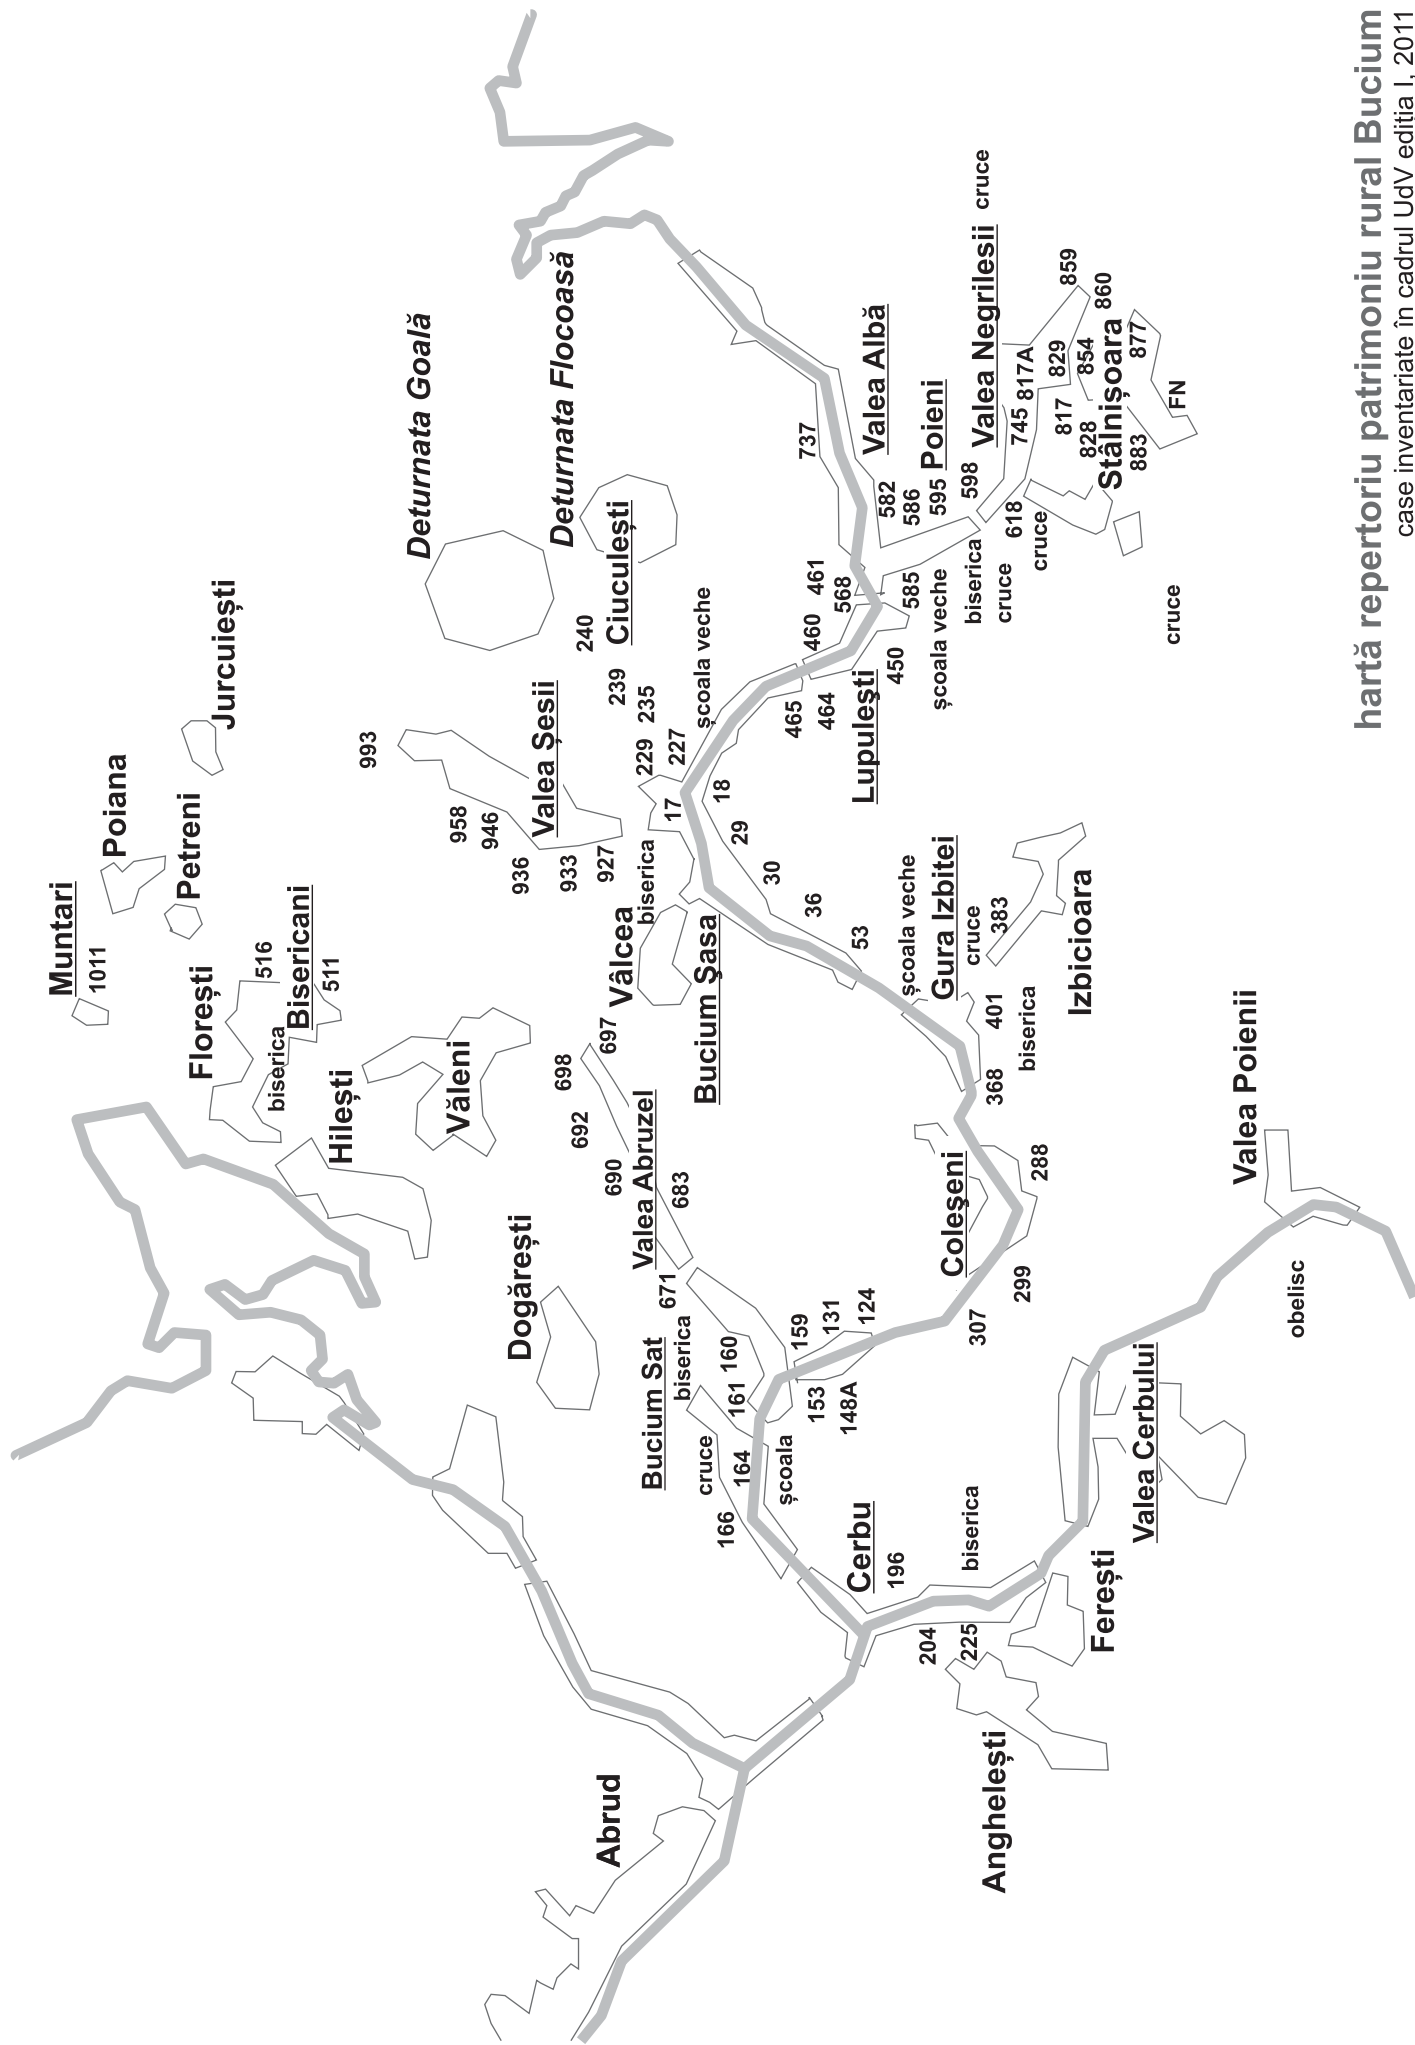 hartă repertoriu patrimoniu rural Bucium
case inventariate în cadrul UdV ediția I, 2011
Muntari
1011
Poiana
Petreni
Jurcuiești
Florești
516
Bisericani
511
biserica
Hilești
Văleni
Deturnata Goală
Deturnata Flocoasă
993
958
946
936
933
927
Valea Șesii
240
Ciuculești
239
235
229
227
școala veche
17
18
biserica
Vâlcea
Bucium Șasa
29
30
36
53
Dogărești
698
697
692
690
Valea Abruzel
683
671
biserica
Bucium Sat
160
161
cruce
164
166
școala
159
131
124
153
148A
Abrud
Cerbu
196
204
225
biserica
Anghelești
Ferești
Valea Cerbului
obelisc
Valea Poienii
Coleșeni
288
299
307
368
școala veche
Gura Izbitei
cruce
383
401
biserica
Izbicioara
465
464
460
461
568
450
Lupulești
737
Valea Albă
582
586
595
Poieni
598
585
școala veche
biserica
cruce
618
cruce
cruce
Valea Negrilesii
cruce
745
817A
817
829
828
854
859
860
Stâlnișoara
877
883
FN